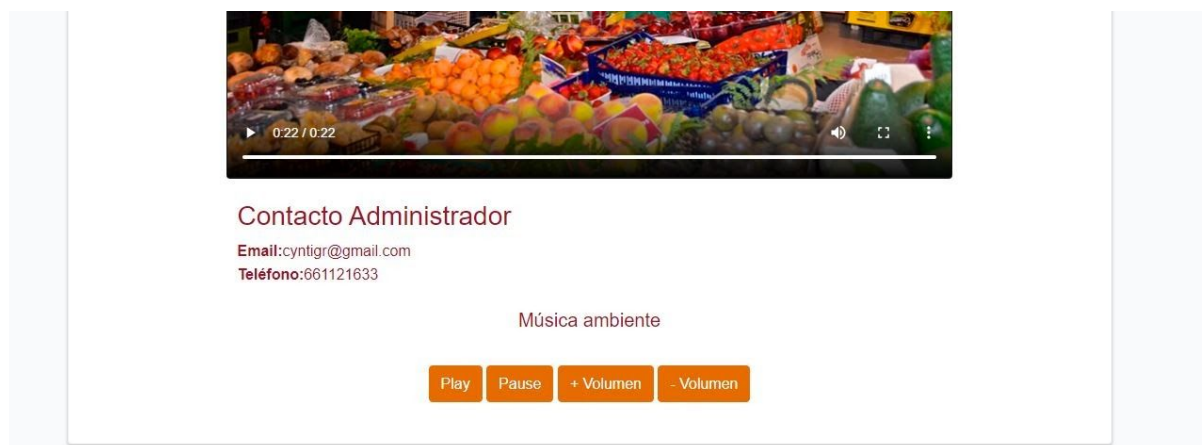 0:22 / 0:22
Contacto Administrador
Email:cyntigr@gmail.com
Teléfono:661121633
Música ambiente
Play Pause + Volumen - Volumen